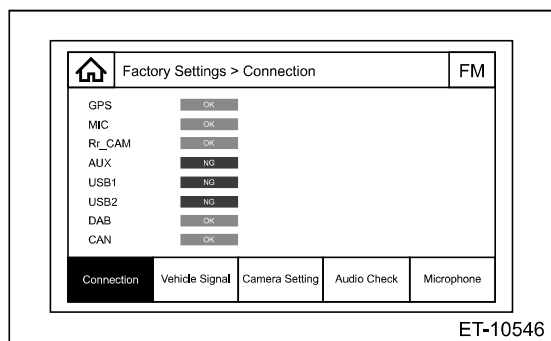 Factory Settings > Connection FM
GPS OK
MIC OK
Rr_CAM OK
AUX NG
USB1 NG
USB2 NG
DAB OK
CAN OK
Connection Vehicle Signal Camera Setting Audio Check Microphone
ET-10546